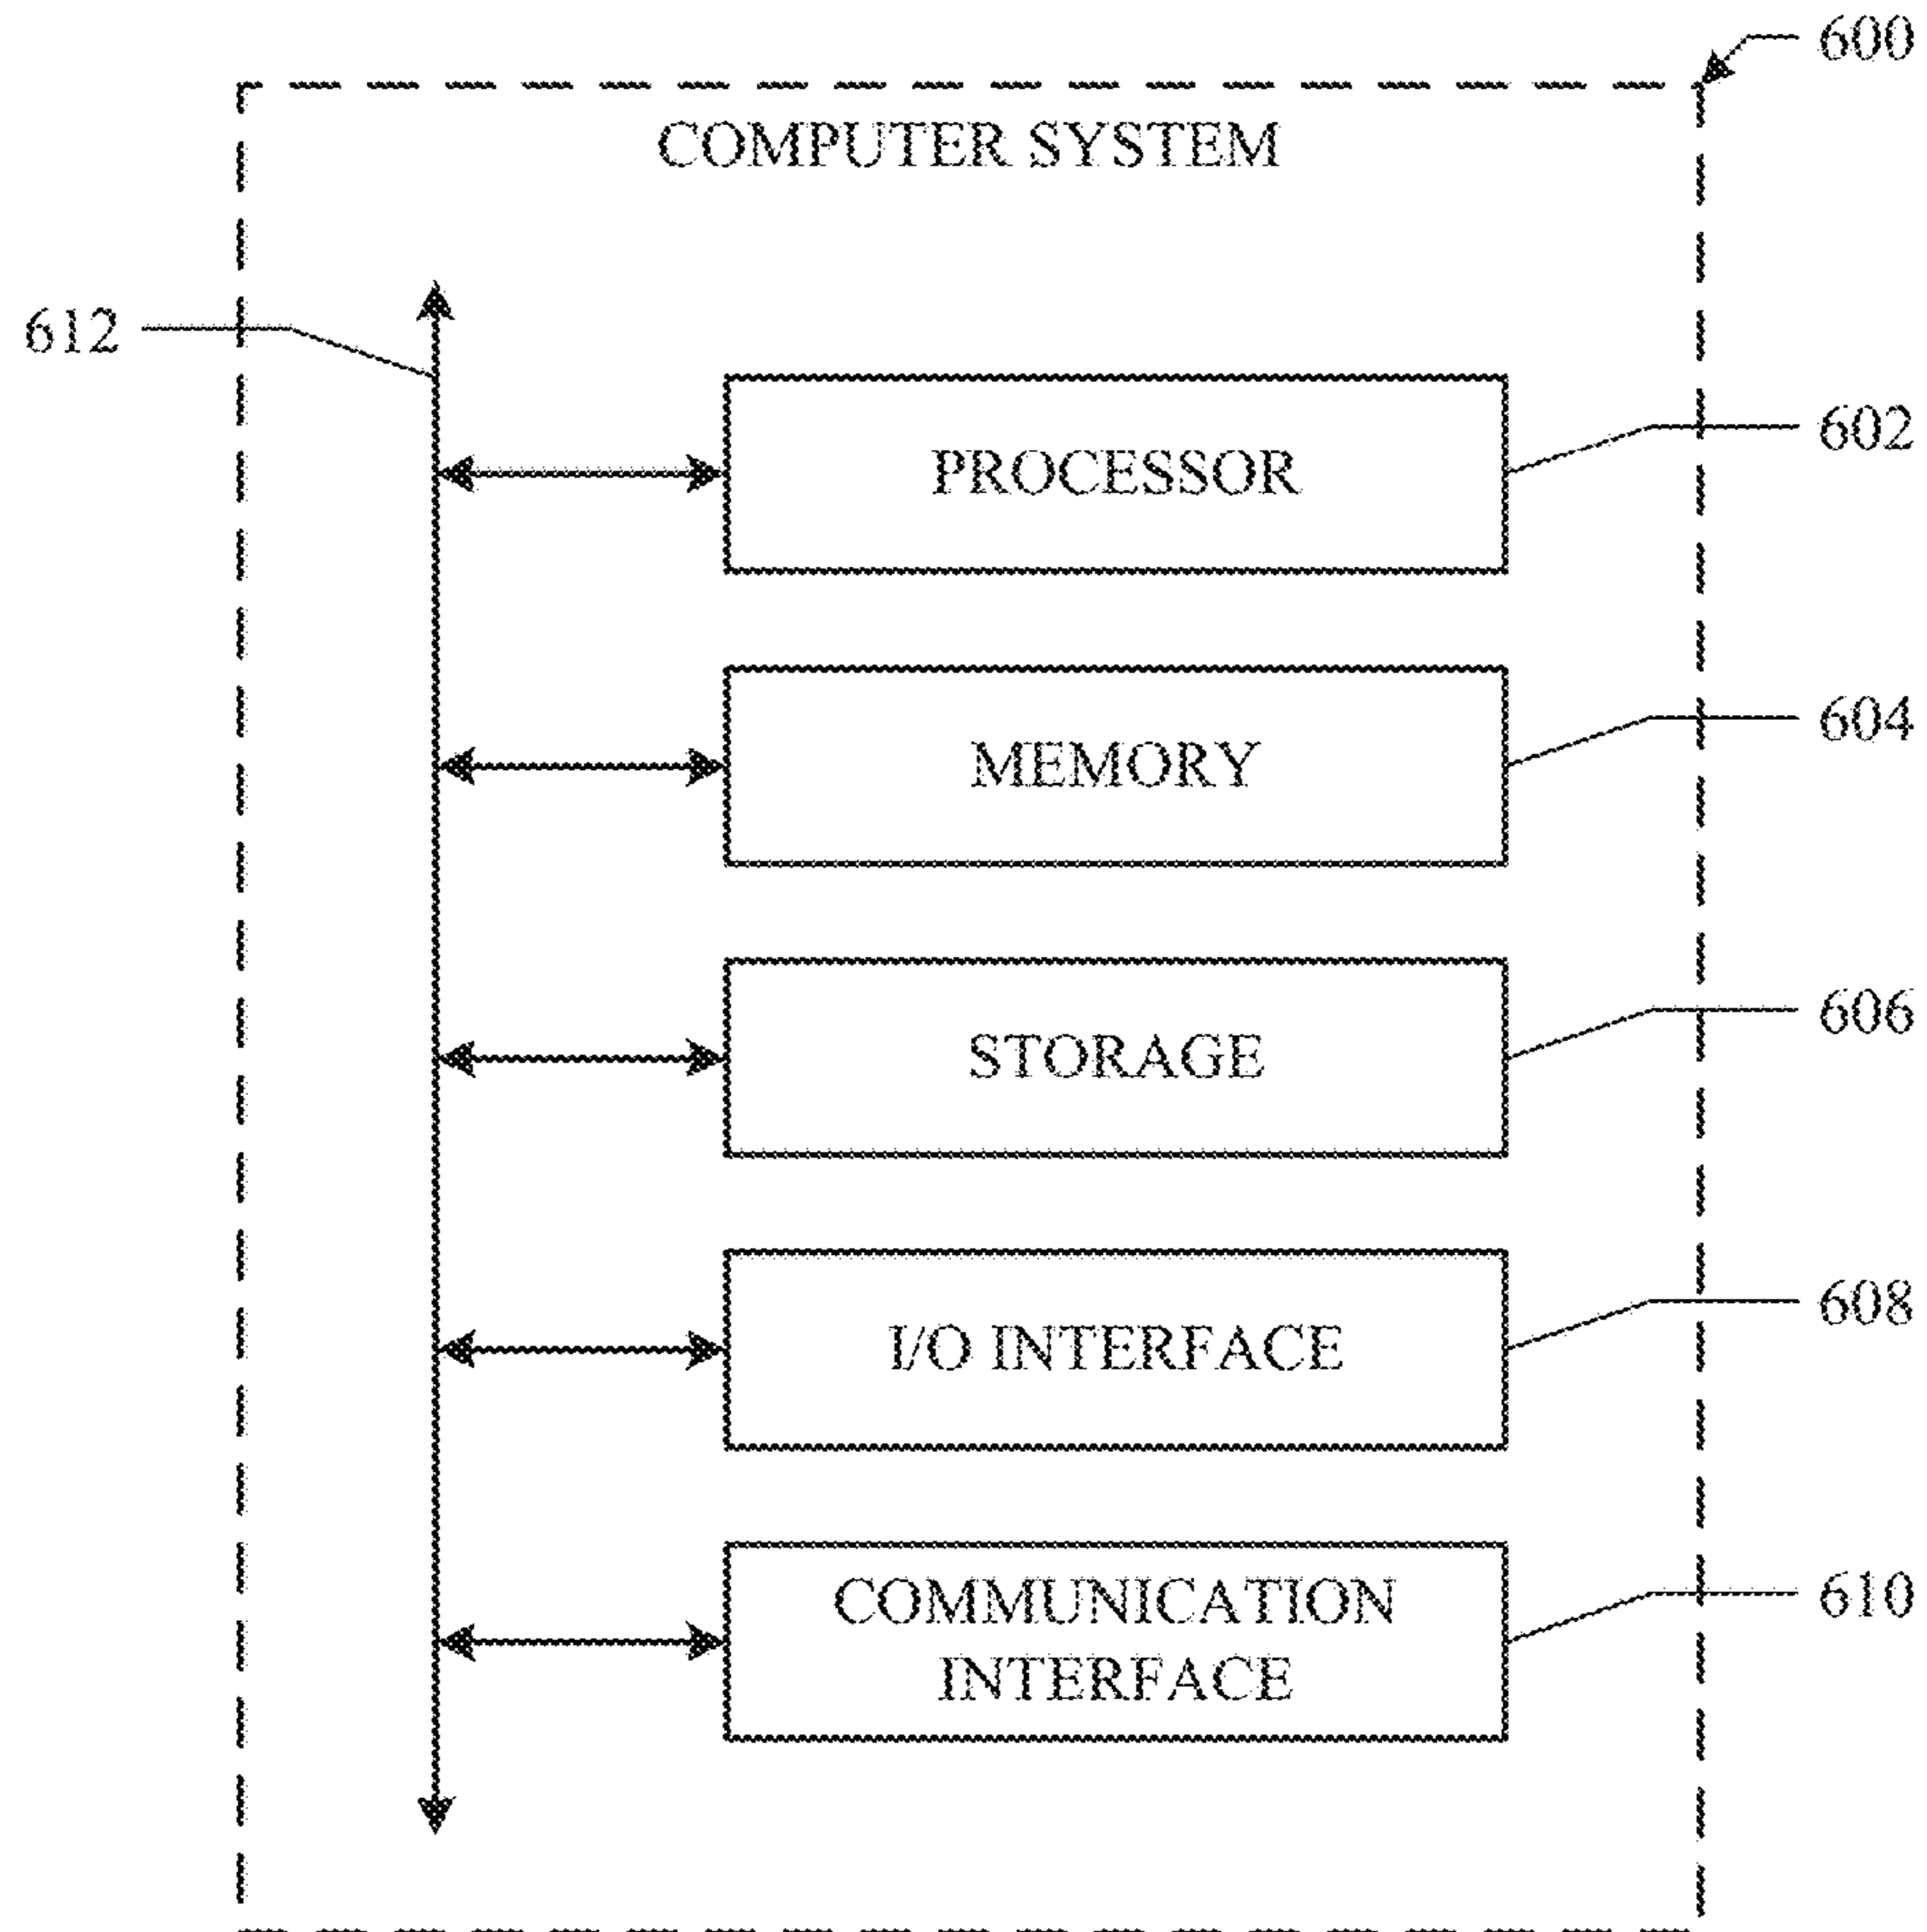 600
COMPUTER SYSTEM
612
602
PROCESSOR
604
MEMORY
606
STORAGE
608
I/O INTERFACE
610
COMMUNICATION
INTERFACE